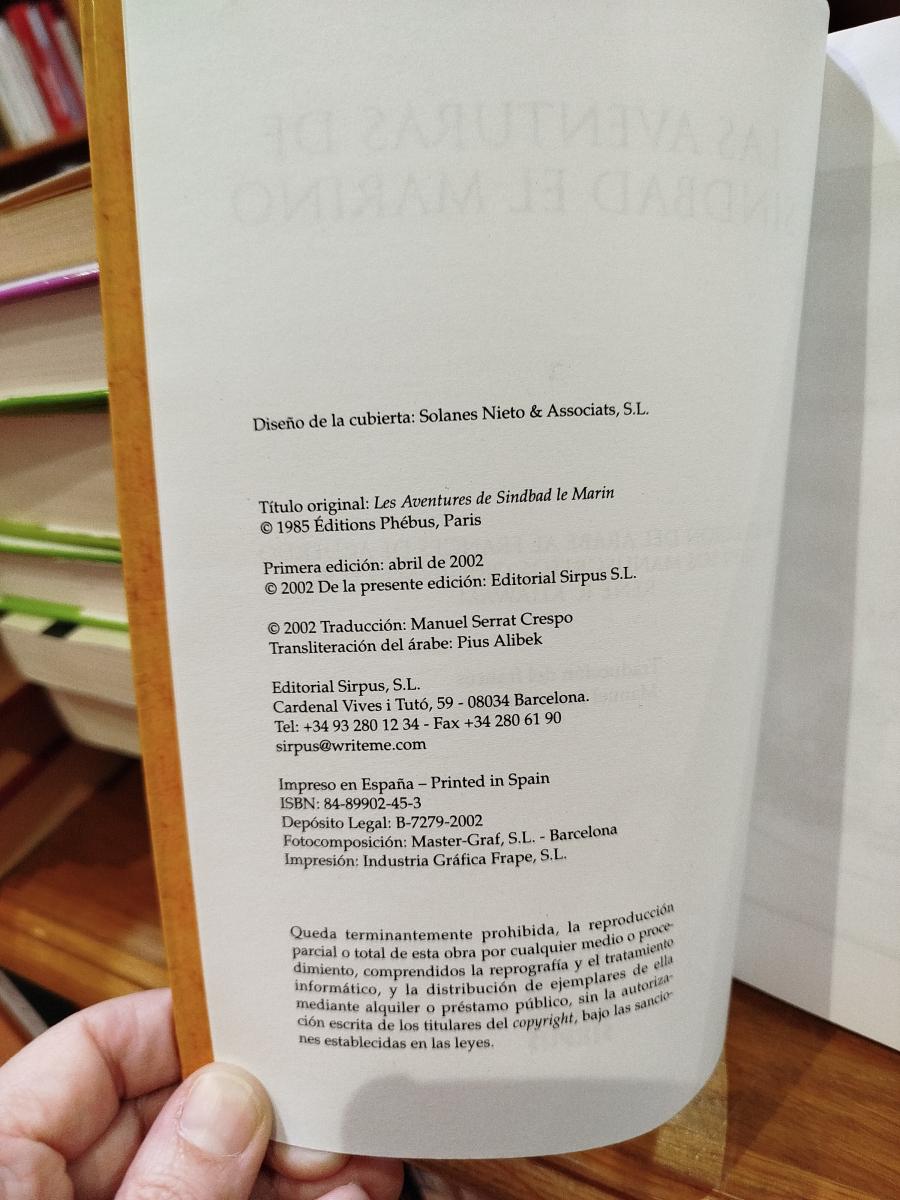 LAS AVENTURAS DE
SINDBAD EL MARINO
Diseño de la cubierta: Solanes Nieto & Associats, S.L.
Título original: Les Aventures de Sindbad le Marin
© 1985 Éditions Phébus, Paris
Primera edición: abril de 2002
© 2002 De la presente edición: Editorial Sirpus S.L.
© 2002 Traducción: Manuel Serrat Crespo
Transliteración del árabe: Pius Alibek
Editorial Sirpus, S.L.
Cardenal Vives i Tutó, 59 - 08034 Barcelona.
Tel: +34 93 280 12 34 - Fax +34 280 61 90
sirpus@writeme.com
Impreso en España – Printed in Spain
ISBN: 84-89902-45-3
Depósito Legal: B-7279-2002
Fotocomposición: Master-Graf, S.L. - Barcelona
Impresión: Industria Gráfica Frape, S.L.
Queda terminantemente prohibida, la reproducción
parcial o total de esta obra por cualquier medio o proce-
dimiento, comprendidos la reprografía y el tratamiento
informático, y la distribución de ejemplares de ella
mediante alquiler o préstamo público, sin la autoriza-
ción escrita de los titulares del copyright, bajo las sancio-
nes establecidas en las leyes.